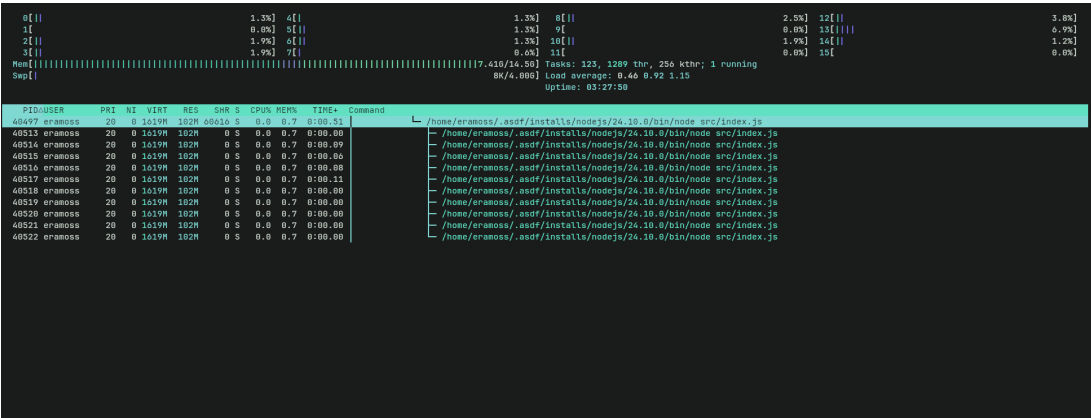 0[|| 1.3%] 4[| 1.3%] 8[|| 2.5%] 12[|| 3.8%]
1[ 0.0%] 5[|| 1.3%] 9[ 0.0%] 13[|||| 6.9%]
2[|| 1.9%] 6[|| 1.3%] 10[|| 1.9%] 14[|| 1.2%]
3[|| 1.9%] 7[| 0.6%] 11[ 0.0%] 15[ 0.0%]
Mem[ 7.41G/14.5G] Tasks: 123, 1289 thr, 256 kthr; 1 running
Swp[| 8K/4.00G] Load average: 0.46 0.92 1.15
Uptime: 03:27:50
PID△USER PRI NI VIRT RES SHR S CPU% MEM% TIME+ Command
40497 eramoss 20 0 1619M 102M 60616 S 0.0 0.7 0:00.51 │ └─ /home/eramoss/.asdf/installs/nodejs/24.10.0/bin/node src/index.js
40513 eramoss 20 0 1619M 102M 0 S 0.0 0.7 0:00.00 │ ├─ /home/eramoss/.asdf/installs/nodejs/24.10.0/bin/node src/index.js
40514 eramoss 20 0 1619M 102M 0 S 0.0 0.7 0:00.09 │ ├─ /home/eramoss/.asdf/installs/nodejs/24.10.0/bin/node src/index.js
40515 eramoss 20 0 1619M 102M 0 S 0.0 0.7 0:00.06 │ ├─ /home/eramoss/.asdf/installs/nodejs/24.10.0/bin/node src/index.js
40516 eramoss 20 0 1619M 102M 0 S 0.0 0.7 0:00.08 │ ├─ /home/eramoss/.asdf/installs/nodejs/24.10.0/bin/node src/index.js
40517 eramoss 20 0 1619M 102M 0 S 0.0 0.7 0:00.11 │ ├─ /home/eramoss/.asdf/installs/nodejs/24.10.0/bin/node src/index.js
40518 eramoss 20 0 1619M 102M 0 S 0.0 0.7 0:00.00 │ ├─ /home/eramoss/.asdf/installs/nodejs/24.10.0/bin/node src/index.js
40519 eramoss 20 0 1619M 102M 0 S 0.0 0.7 0:00.00 │ ├─ /home/eramoss/.asdf/installs/nodejs/24.10.0/bin/node src/index.js
40520 eramoss 20 0 1619M 102M 0 S 0.0 0.7 0:00.00 │ ├─ /home/eramoss/.asdf/installs/nodejs/24.10.0/bin/node src/index.js
40521 eramoss 20 0 1619M 102M 0 S 0.0 0.7 0:00.00 │ ├─ /home/eramoss/.asdf/installs/nodejs/24.10.0/bin/node src/index.js
40522 eramoss 20 0 1619M 102M 0 S 0.0 0.7 0:00.00 │ └─ /home/eramoss/.asdf/installs/nodejs/24.10.0/bin/node src/index.js